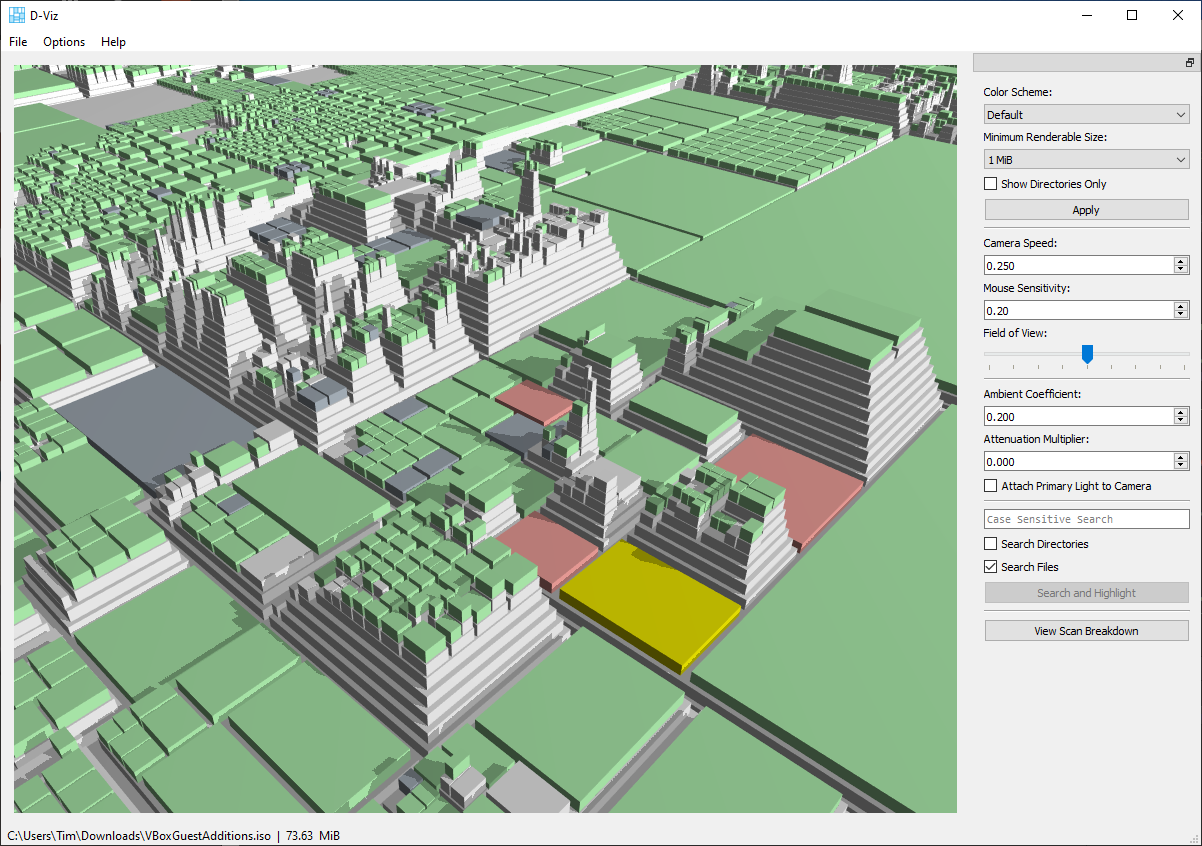 D-Viz
File Options Help
Color Scheme:
Default
Minimum Renderable Size:
1 MiB
Show Directories Only
Apply
Camera Speed:
0.250
Mouse Sensitivity:
0.20
Field of View:
Ambient Coefficient:
0.200
Attenuation Multiplier:
0.000
Attach Primary Light to Camera
Case Sensitive Search
Search Directories
Search Files
Search and Highlight
View Scan Breakdown
C:\Users\Tim\Downloads\VBoxGuestAdditions.iso | 73.63 MiB